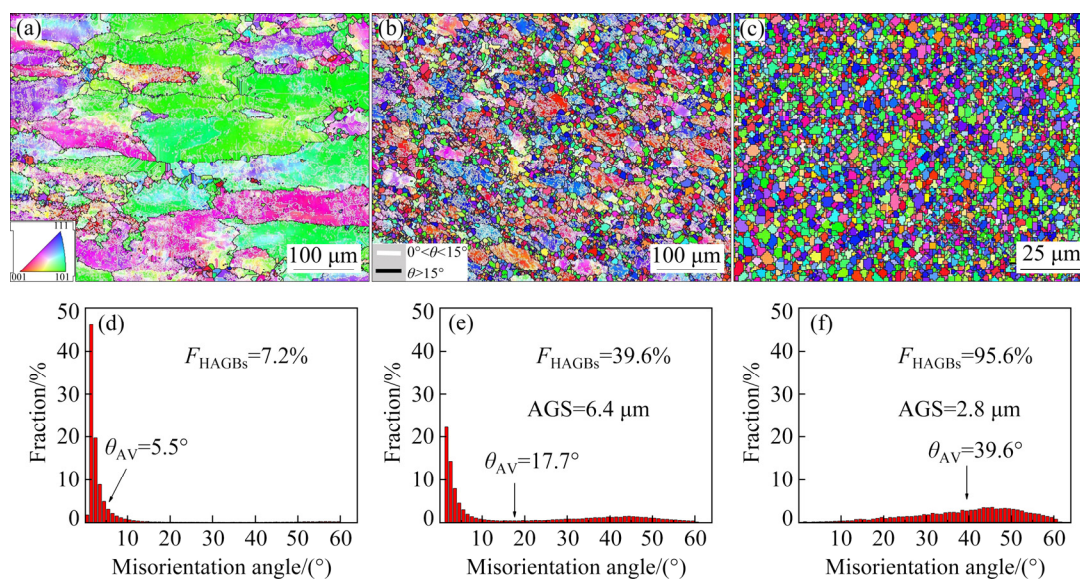 (a)
111
001
101
100 μm
(b)
0°<θ<15°
θ>15°
100 μm
(c)
25 μm
(d)
F_HAGBs=7.2%
θ_AV=5.5°
Fraction/%
50
40
30
20
10
0
10 20 30 40 50 60
Misorientation angle/(°)
(e)
F_HAGBs=39.6%
AGS=6.4 μm
θ_AV=17.7°
Fraction/%
50
40
30
20
10
0
10 20 30 40 50 60
Misorientation angle/(°)
(f)
F_HAGBs=95.6%
AGS=2.8 μm
θ_AV=39.6°
Fraction/%
50
40
30
20
10
0
10 20 30 40 50 60
Misorientation angle/(°)